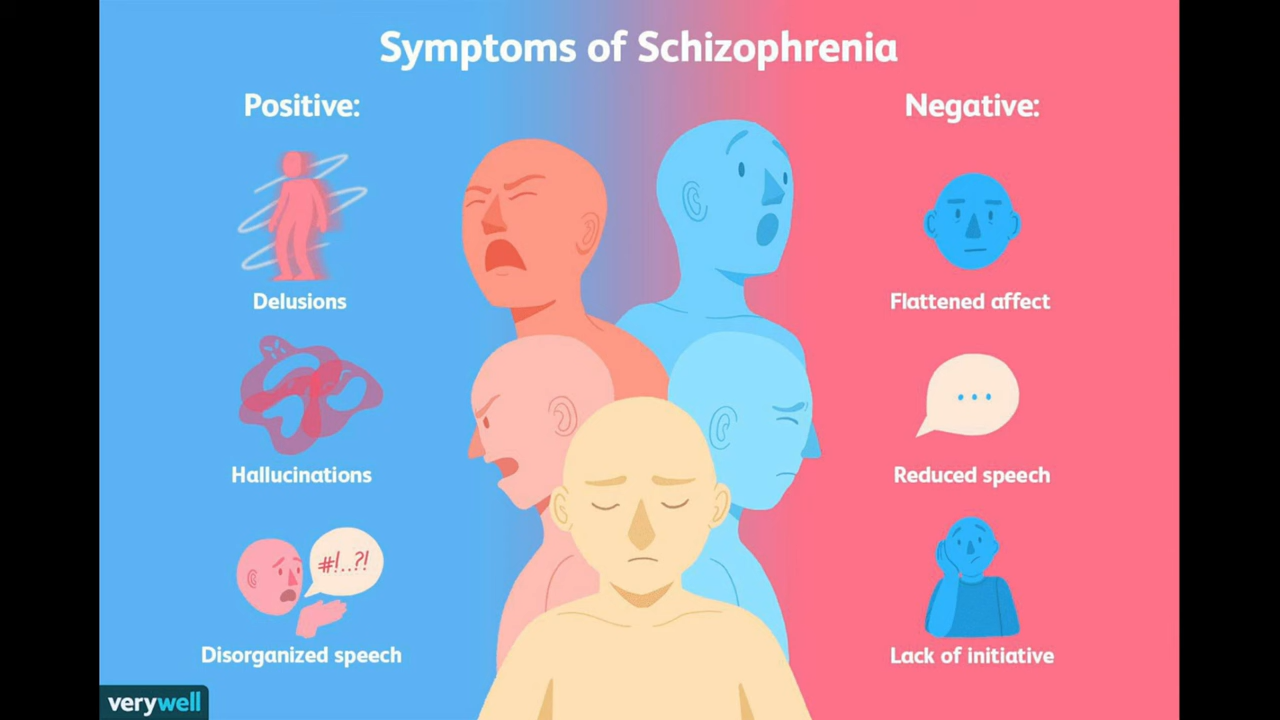 Symptoms of Schizophrenia
Positive:
Delusions
Hallucinations
#!..?!
Disorganized speech
Negative:
Flattened affect
...
Reduced speech
Lack of initiative
verywell